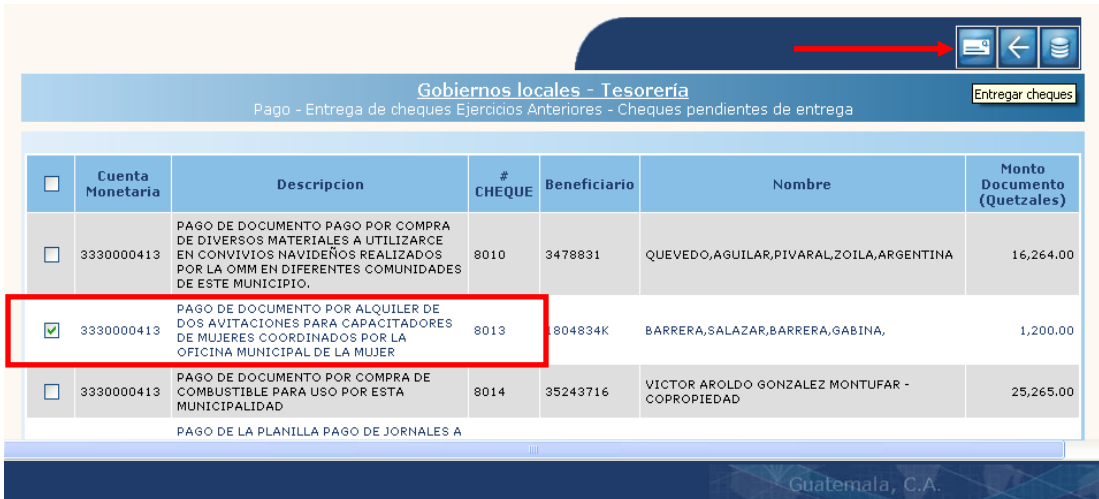 Gobiernos locales - Tesorería
Pago - Entrega de cheques Ejercicios Anteriores - Cheques pendientes de entrega
Entregar cheques
Cuenta Monetaria
Descripcion
# CHEQUE
Beneficiario
Nombre
Monto Documento (Quetzales)
3330000413
PAGO DE DOCUMENTO PAGO POR COMPRA
DE DIVERSOS MATERIALES A UTILIZARCE
EN CONVIVIOS NAVIDEÑOS REALIZADOS
POR LA OMM EN DIFERENTES COMUNIDADES
DE ESTE MUNICIPIO.
8010
3478831
QUEVEDO,AGUILAR,PIVARAL,ZOILA,ARGENTINA
16,264.00
3330000413
PAGO DE DOCUMENTO POR ALQUILER DE
DOS AVITACIONES PARA CAPACITADORES
DE MUJERES COORDINADOS POR LA
OFICINA MUNICIPAL DE LA MUJER
8013
1804834K
BARRERA,SALAZAR,BARRERA,GABINA,
1,200.00
3330000413
PAGO DE DOCUMENTO POR COMPRA DE
COMBUSTIBLE PARA USO POR ESTA
MUNICIPALIDAD
8014
35243716
VICTOR AROLDO GONZALEZ MONTUFAR -
COPROPIEDAD
25,265.00
PAGO DE LA PLANILLA PAGO DE JORNALES A
Guatemala, C.A.